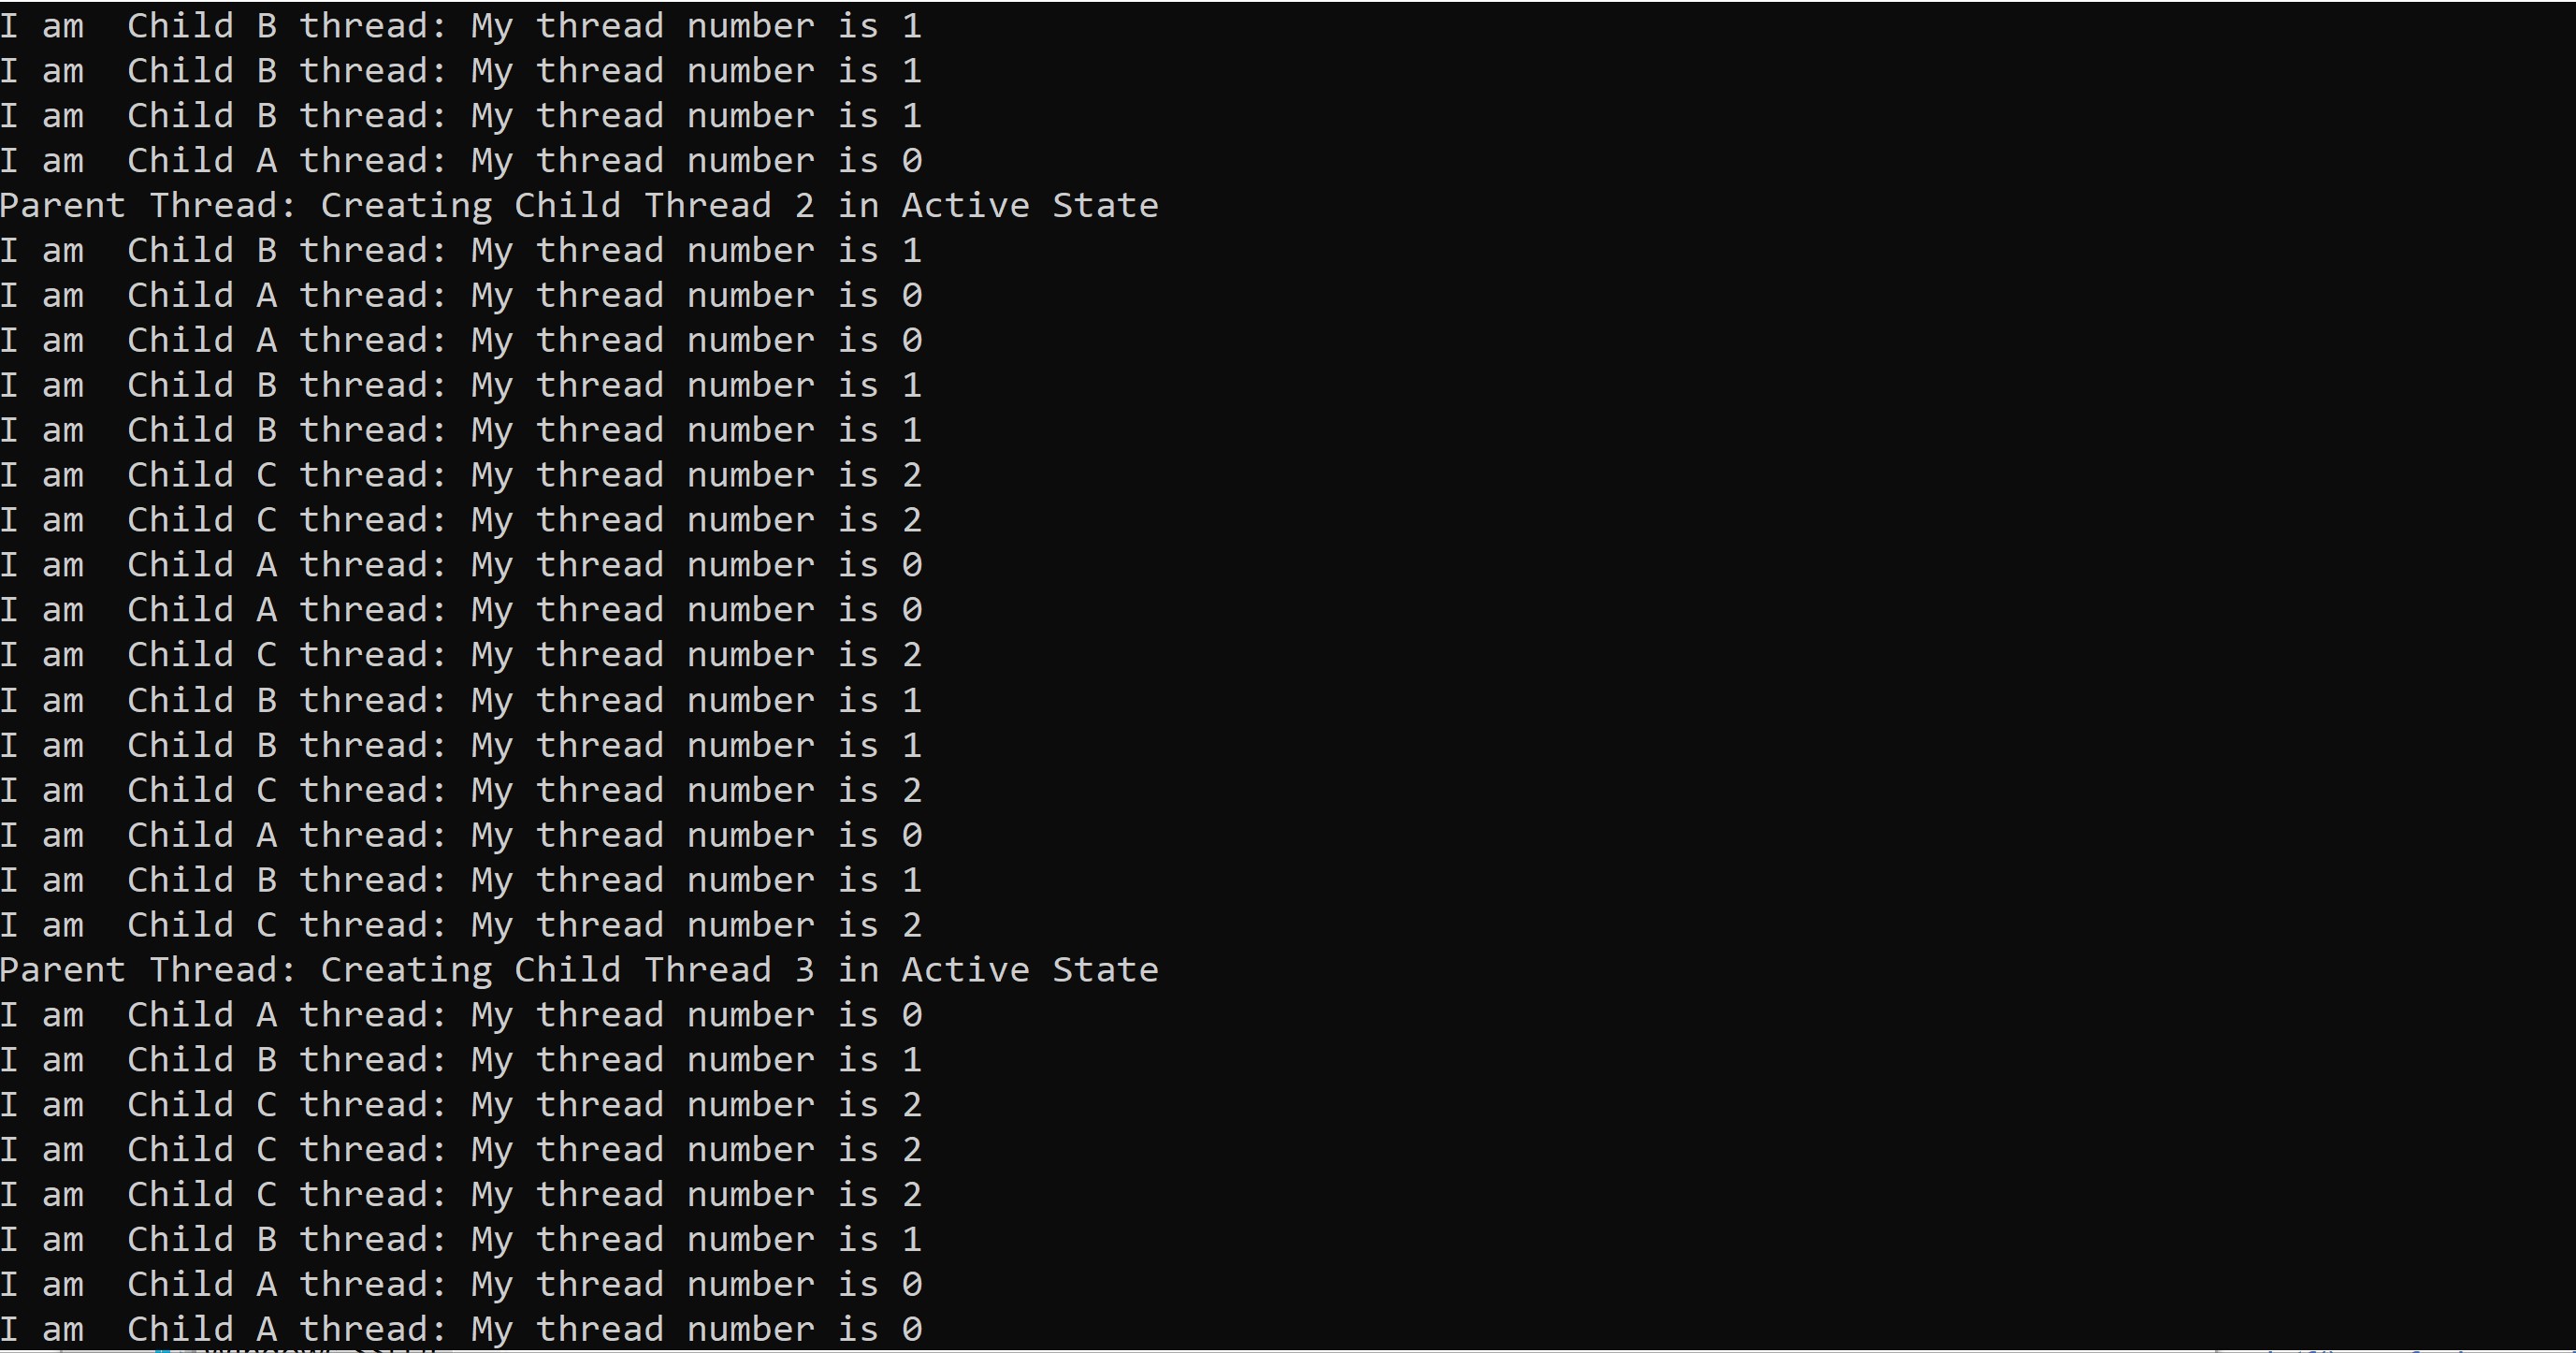 I am  Child B thread: My thread number is 1
I am  Child B thread: My thread number is 1
I am  Child B thread: My thread number is 1
I am  Child A thread: My thread number is 0
Parent Thread: Creating Child Thread 2 in Active State
I am  Child B thread: My thread number is 1
I am  Child A thread: My thread number is 0
I am  Child A thread: My thread number is 0
I am  Child B thread: My thread number is 1
I am  Child B thread: My thread number is 1
I am  Child C thread: My thread number is 2
I am  Child C thread: My thread number is 2
I am  Child A thread: My thread number is 0
I am  Child A thread: My thread number is 0
I am  Child C thread: My thread number is 2
I am  Child B thread: My thread number is 1
I am  Child B thread: My thread number is 1
I am  Child C thread: My thread number is 2
I am  Child A thread: My thread number is 0
I am  Child B thread: My thread number is 1
I am  Child C thread: My thread number is 2
Parent Thread: Creating Child Thread 3 in Active State
I am  Child A thread: My thread number is 0
I am  Child B thread: My thread number is 1
I am  Child C thread: My thread number is 2
I am  Child C thread: My thread number is 2
I am  Child C thread: My thread number is 2
I am  Child B thread: My thread number is 1
I am  Child A thread: My thread number is 0
I am  Child A thread: My thread number is 0